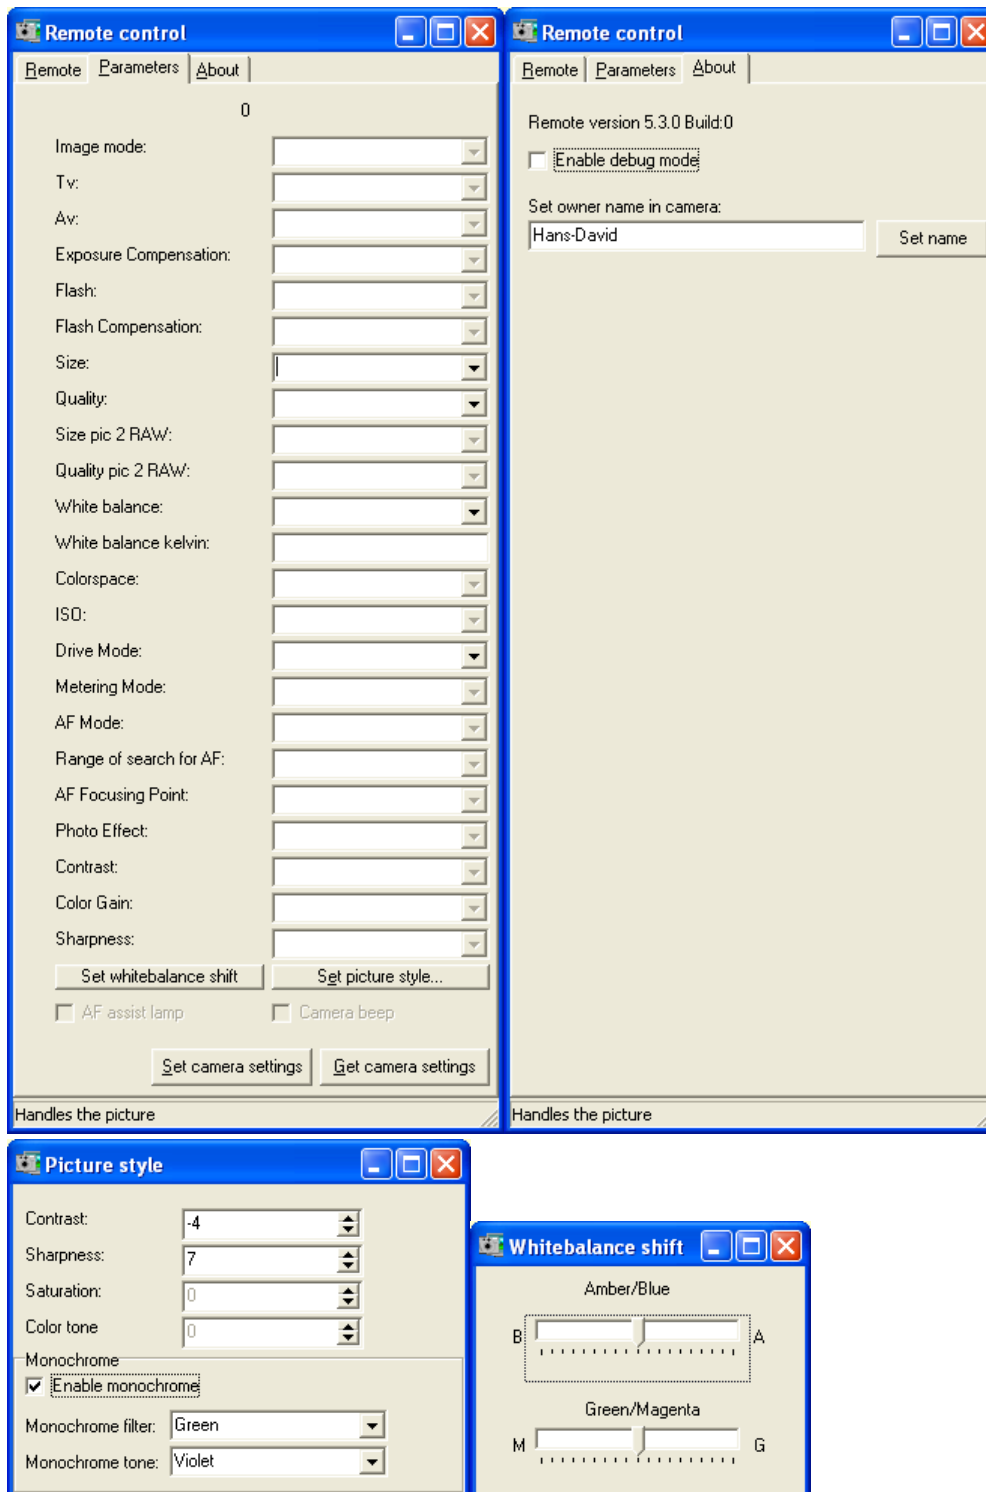 Remote control
Remote Parameters About
0
Image mode:
Tv:
Av:
Exposure Compensation:
Flash:
Flash Compensation:
Size:
Quality:
Size pic 2 RAW:
Quality pic 2 RAW:
White balance:
White balance kelvin:
Colorspace:
ISO:
Drive Mode:
Metering Mode:
AF Mode:
Range of search for AF:
AF Focusing Point:
Photo Effect:
Contrast:
Color Gain:
Sharpness:
Set whitebalance shift Set picture style...
AF assist lamp Camera beep
Set camera settings Get camera settings
Handles the picture
Remote control
Remote Parameters About
Remote version 5.3.0 Build:0
Enable debug mode
Set owner name in camera:
Hans-David Set name
Handles the picture
Picture style
Contrast: -4
Sharpness: 7
Saturation: 0
Color tone 0
Monochrome
Enable monochrome
Monochrome filter: Green
Monochrome tone: Violet
Whitebalance shift
Amber/Blue
B A
Green/Magenta
M G